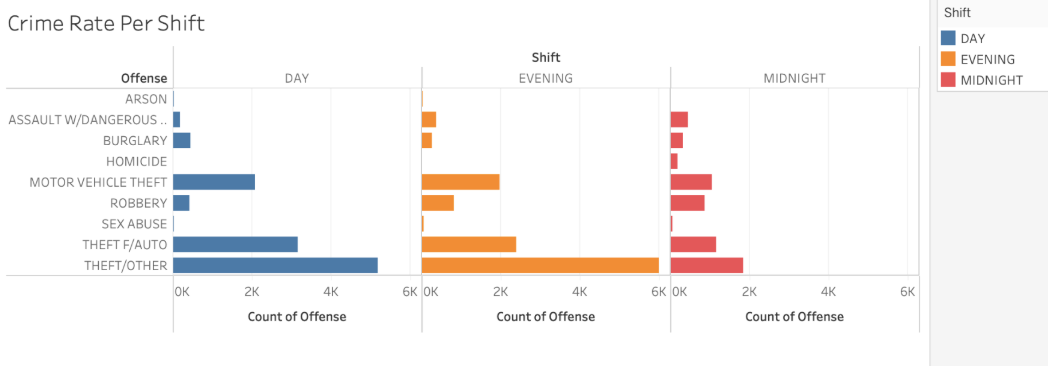 Crime Rate Per Shift
Shift
Offense DAY EVENING MIDNIGHT
ARSON
ASSAULT W/DANGEROUS ..
BURGLARY
HOMICIDE
MOTOR VEHICLE THEFT
ROBBERY
SEX ABUSE
THEFT F/AUTO
THEFT/OTHER
0K 2K 4K 6K 0K 2K 4K 6K 0K 2K 4K 6K
Count of Offense Count of Offense Count of Offense
Shift
DAY
EVENING
MIDNIGHT